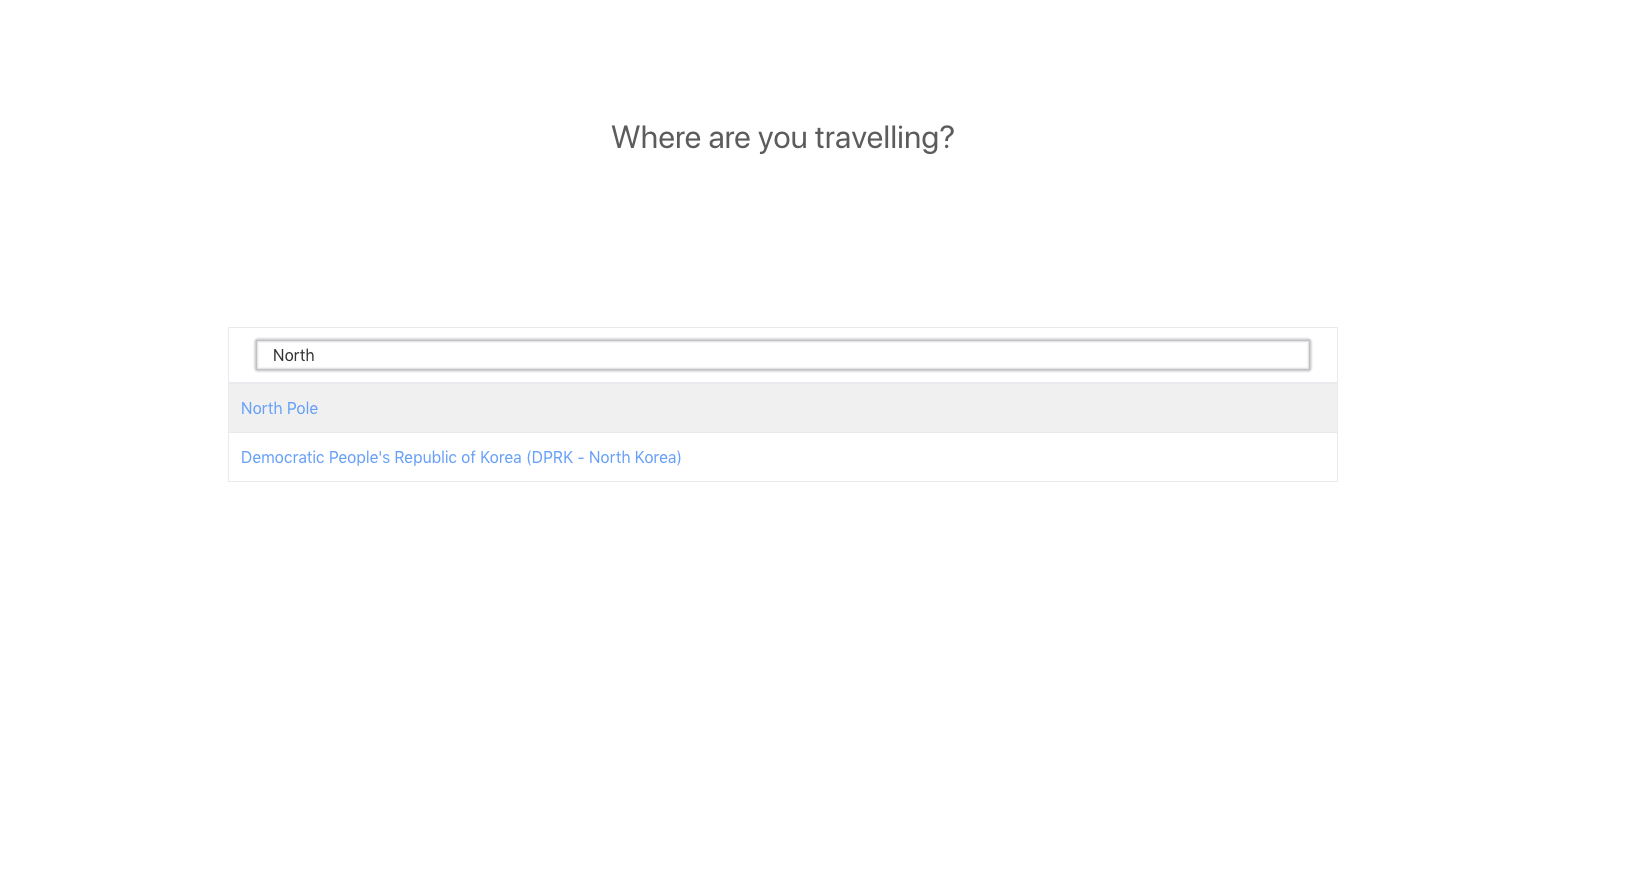 Where are you travelling?
North
North Pole
Democratic People's Republic of Korea (DPRK - North Korea)